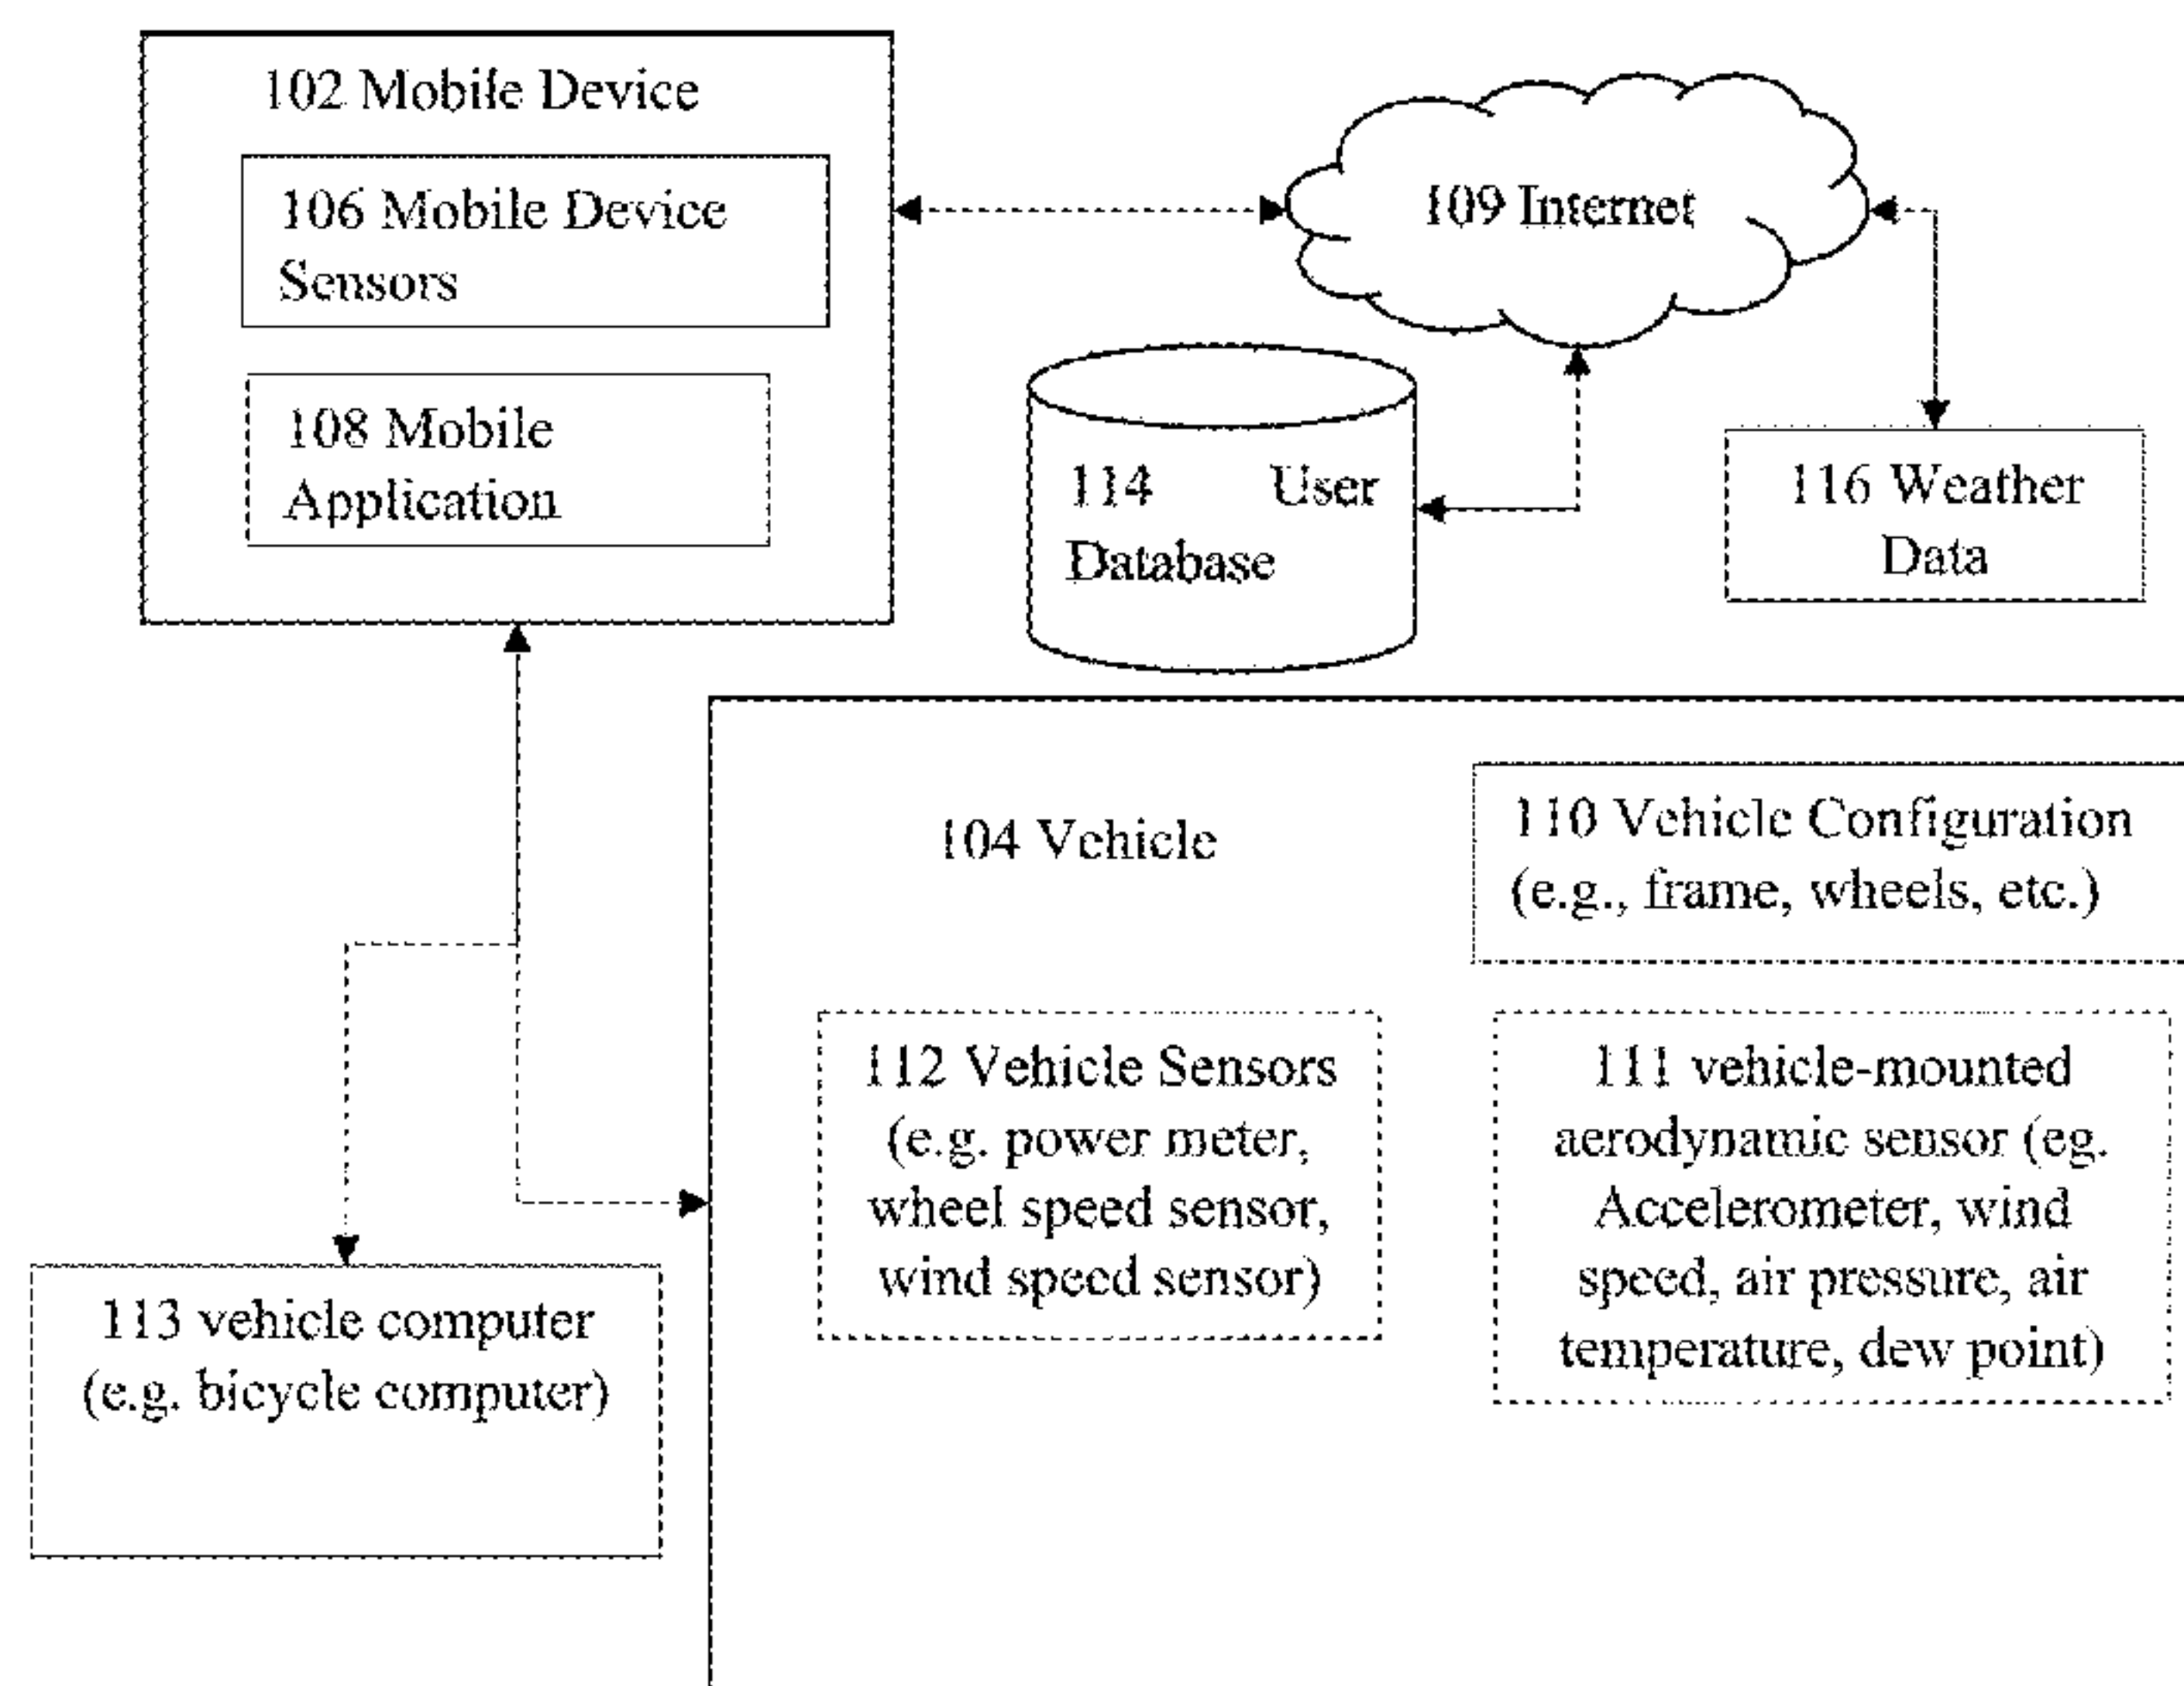 102 Mobile Device
106 Mobile Device
Sensors
108 Mobile
Application
109 Internet
114 User
Database
116 Weather
Data
104 Vehicle
110 Vehicle Configuration
(e.g., frame, wheels, etc.)
112 Vehicle Sensors
(e.g. power meter,
wheel speed sensor,
wind speed sensor)
111 vehicle-mounted
aerodynamic sensor (eg.
Accelerometer, wind
speed, air pressure, air
temperature, dew point)
113 vehicle computer
(e.g. bicycle computer)